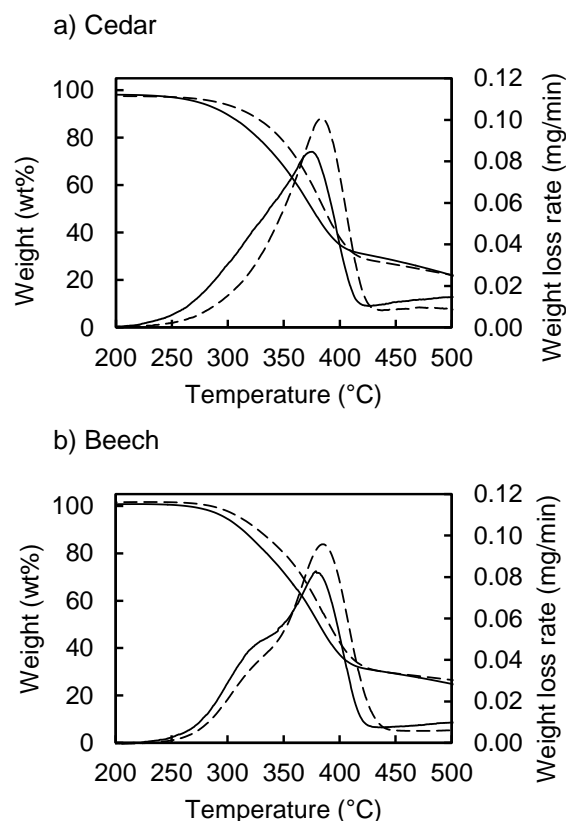 a) Cedar
100
80
60
40
20
0
Weight (wt%)
0.12
0.10
0.08
0.06
0.04
0.02
0.00
Weight loss rate (mg/min)
200 250 300 350 400 450 500
Temperature (°C)
b) Beech
100
80
60
40
20
0
Weight (wt%)
0.12
0.10
0.08
0.06
0.04
0.02
0.00
Weight loss rate (mg/min)
200 250 300 350 400 450 500
Temperature (°C)